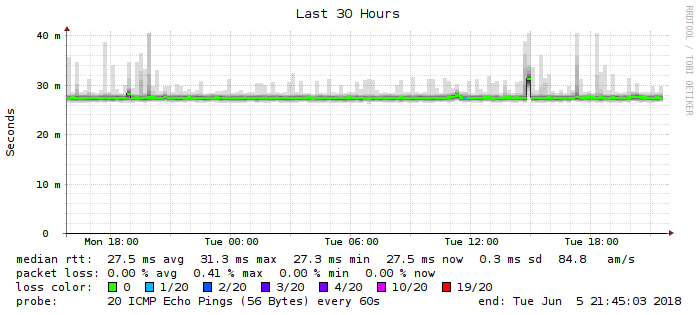 Last 30 Hours
RRDTOOL / TOBI OETIKER
Seconds
40 m
30 m
20 m
10 m
0
Mon 18:00 Tue 00:00 Tue 06:00 Tue 12:00 Tue 18:00
median rtt: 27.5 ms avg 31.3 ms max 27.3 ms min 27.5 ms now 0.3 ms sd 84.8 am/s
packet loss: 0.00 % avg 0.41 % max 0.00 % min 0.00 % now
loss color: 0 1/20 2/20 3/20 4/20 10/20 19/20
probe: 20 ICMP Echo Pings (56 Bytes) every 60s end: Tue Jun 5 21:45:03 2018